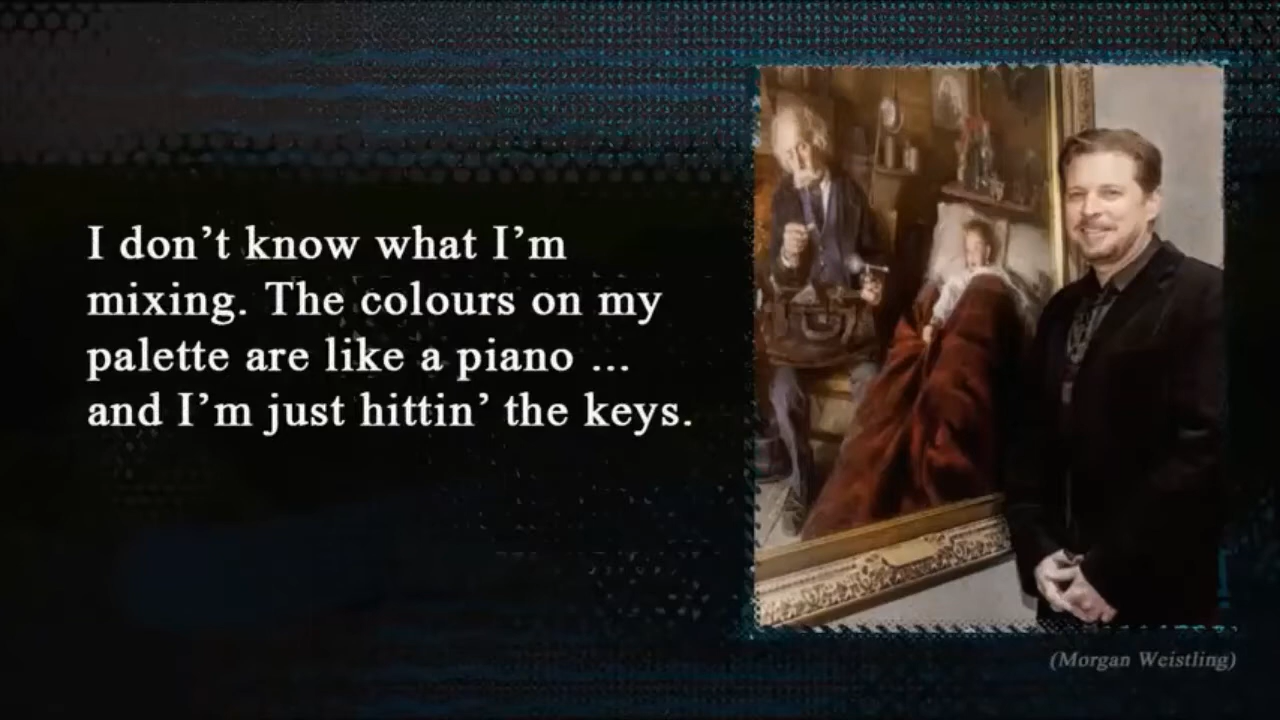 I don’t know what I’m
mixing. The colours on my
palette are like a piano ...
and I’m just hittin’ the keys.
(Morgan Weistling)